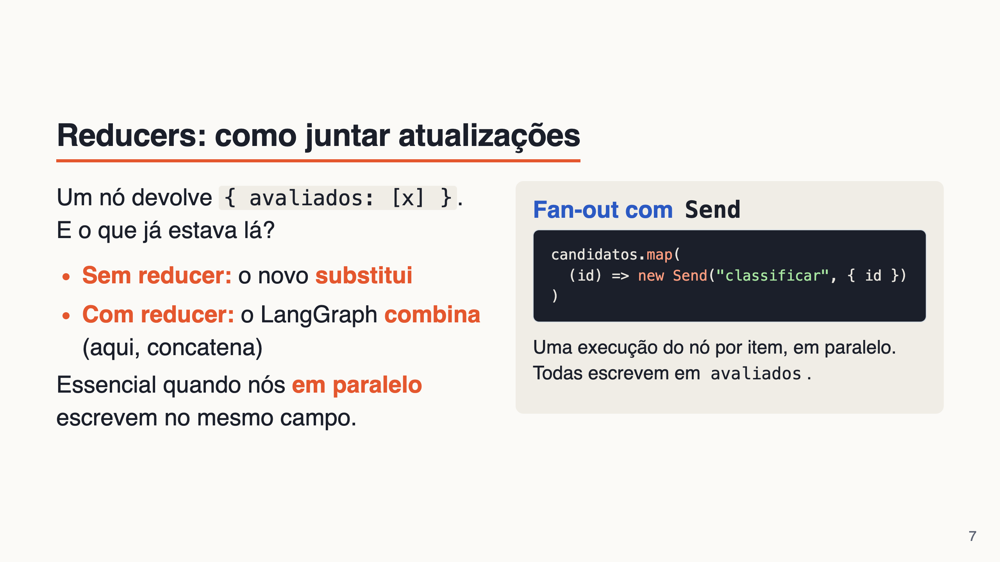 Reducers: como juntar atualizações
Um nó devolve { avaliados: [x] }.
E o que já estava lá?
• Sem reducer: o novo substitui
• Com reducer: o LangGraph combina
(aqui, concatena)
Essencial quando nós em paralelo
escrevem no mesmo campo.
Fan-out com Send
candidatos.map(
  (id) => new Send("classificar", { id })
)
Uma execução do nó por item, em paralelo.
Todas escrevem em avaliados.
7